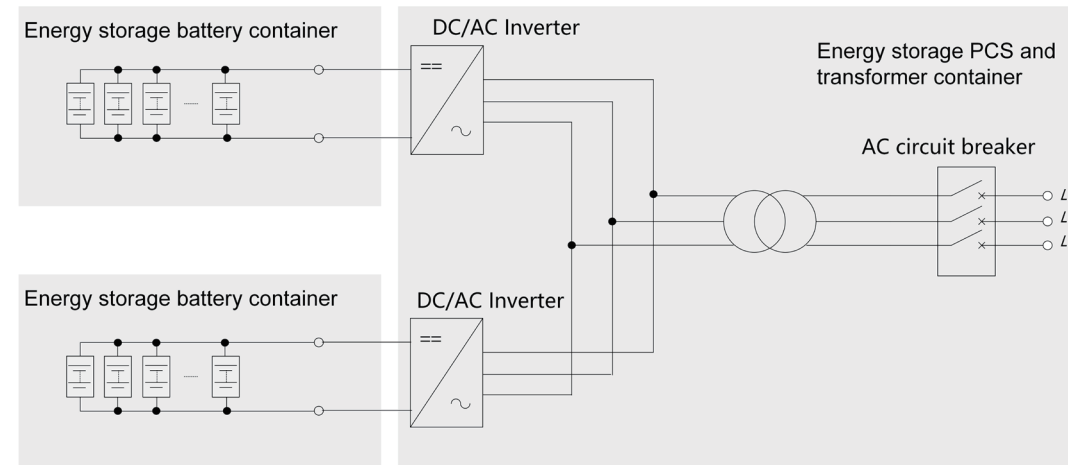 Energy storage battery container
DC/AC Inverter
Energy storage PCS and
transformer container
AC circuit breaker
L
L
L
Energy storage battery container
DC/AC Inverter